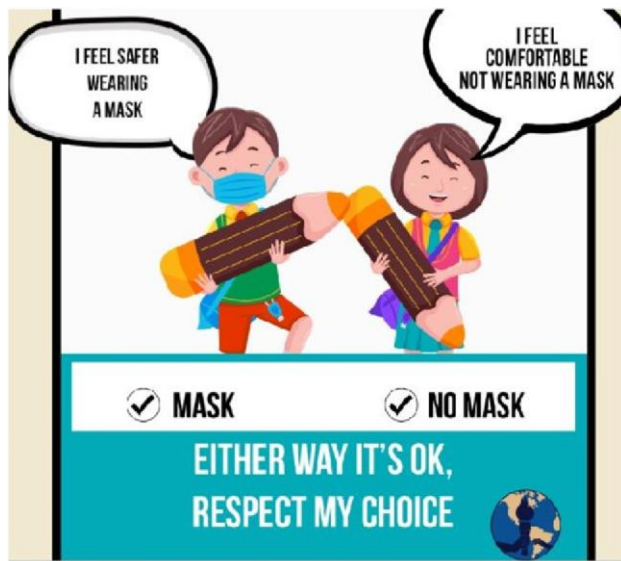 I FEEL SAFER
WEARING
A MASK
I FEEL
COMFORTABLE
NOT WEARING A MASK
MASK
NO MASK
EITHER WAY IT'S OK,
RESPECT MY CHOICE